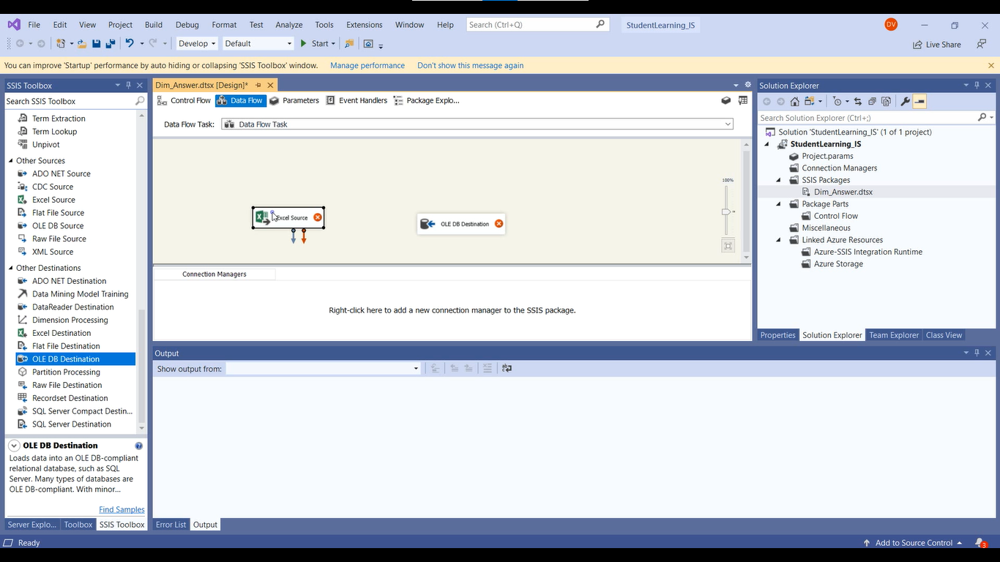 File Edit View Project Build Debug Format Test Analyze Tools Extensions Window Help Search (Ctrl+Q) StudentLearning_IS DV
Develop Default Start Live Share
You can improve 'Startup' performance by auto hiding or collapsing 'SSIS Toolbox' window. Manage performance Don't show this message again
SSIS Toolbox
Search SSIS Toolbox
Term Extraction
Term Lookup
Unpivot
Other Sources
ADO NET Source
CDC Source
Excel Source
Flat File Source
OLE DB Source
Raw File Source
XML Source
Other Destinations
ADO NET Destination
Data Mining Model Training
DataReader Destination
Dimension Processing
Excel Destination
Flat File Destination
OLE DB Destination
Partition Processing
Raw File Destination
Recordset Destination
SQL Server Compact Destin...
SQL Server Destination
OLE DB Destination
Loads data into an OLE DB-compliant
relational database, such as SQL
Server. Many types of databases are
OLE DB-compliant. With minor...
Find Samples
Server Explo... Toolbox SSIS Toolbox
Dim_Answer.dtsx [Design]*
Control Flow Data Flow Parameters Event Handlers Package Explo...
Data Flow Task: Data Flow Task
100%
Excel Source
OLE DB Destination
Connection Managers
Right-click here to add a new connection manager to the SSIS package.
Output
Show output from:
Error List Output
Solution Explorer
Search Solution Explorer (Ctrl+;)
Solution 'StudentLearning_IS' (1 of 1 project)
StudentLearning_IS
Project.params
Connection Managers
SSIS Packages
Dim_Answer.dtsx
Package Parts
Control Flow
Miscellaneous
Linked Azure Resources
Azure-SSIS Integration Runtime
Azure Storage
Properties Solution Explorer Team Explorer Class View
Ready Add to Source Control 3